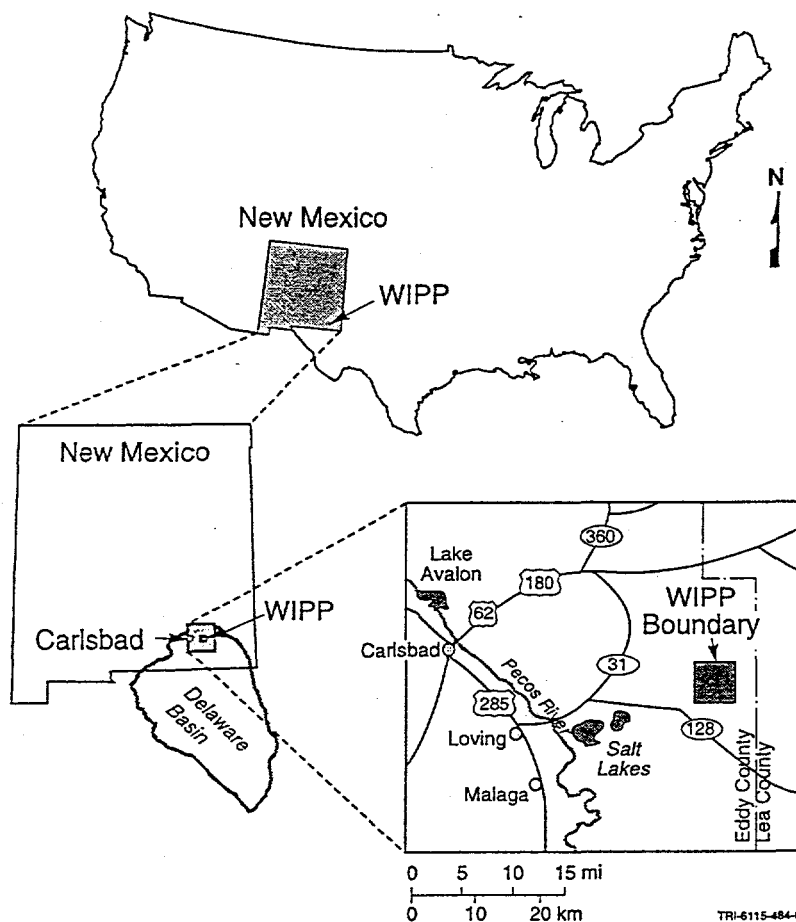 N
New Mexico
WIPP
New Mexico
WIPP
Carlsbad
Delaware
Basin
360
Lake
Avalon
180
62
WIPP
Boundary
Carlsbad
Pecos River
31
285
128
Loving
Salt
Lakes
Malaga
Eddy County
Lea County
0 5 10 15 mi
0 10 20 km